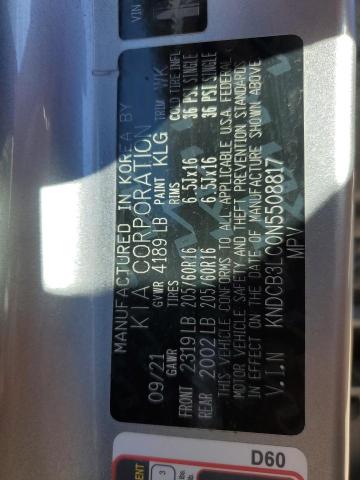 VIN
MANUFACTURED IN KOREA BY
KIA CORPORATION
09/21 GVWR 4189 LB PAINT KLG TRIM WK
GAWR TIRES RIMS COLD TIRE INFL
FRONT 2319 LB 205/60R16 6.5Jx16 36 PSI SINGLE
REAR 2002 LB 205/60R16 6.5Jx16 36 PSI SINGLE
THIS VEHICLE CONFORMS TO ALL APPLICABLE U.S.A. FEDERAL
MOTOR VEHICLE SAFETY AND THEFT PREVENTION STANDARDS
IN EFFECT ON THE DATE OF MANUFACTURE SHOWN ABOVE.
V.I.N KNDCB3LC0N5508817
MPV
D60
3